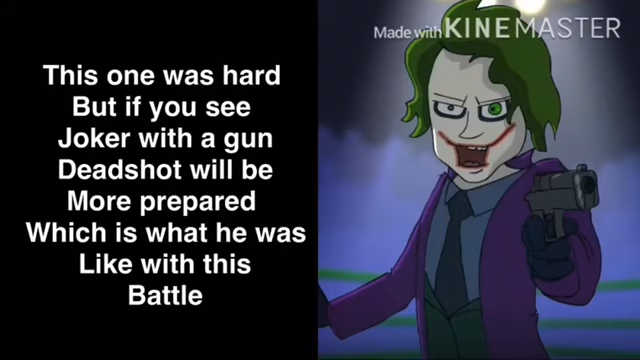 This one was hard
But if you see
Joker with a gun
Deadshot will be
More prepared
Which is what he was
Like with this
Battle
Made with KINEMASTER